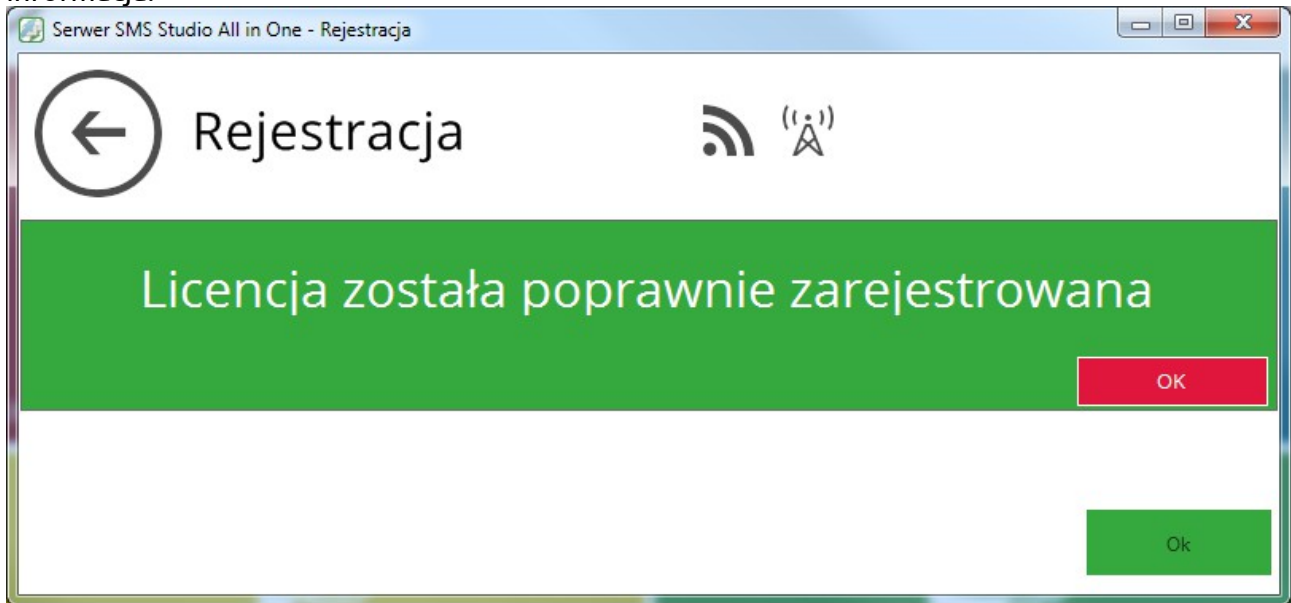 Serwer SMS Studio All in One - Rejestracja
Rejestracja
Licencja została poprawnie zarejestrowana
OK
Ok